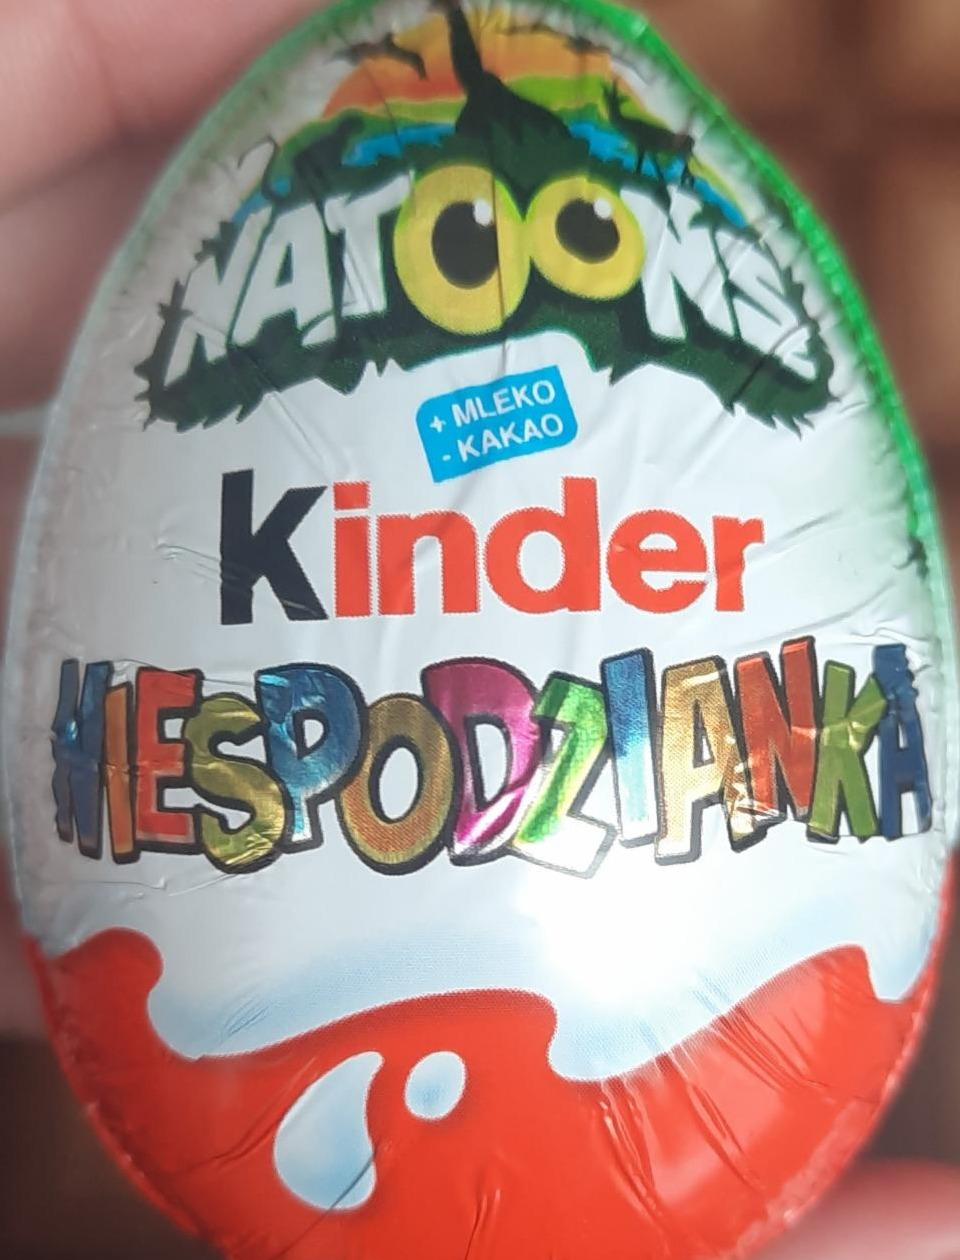 NATOONS
+ MLEKO
- KAKAO
Kinder
NIESPODZIANKA